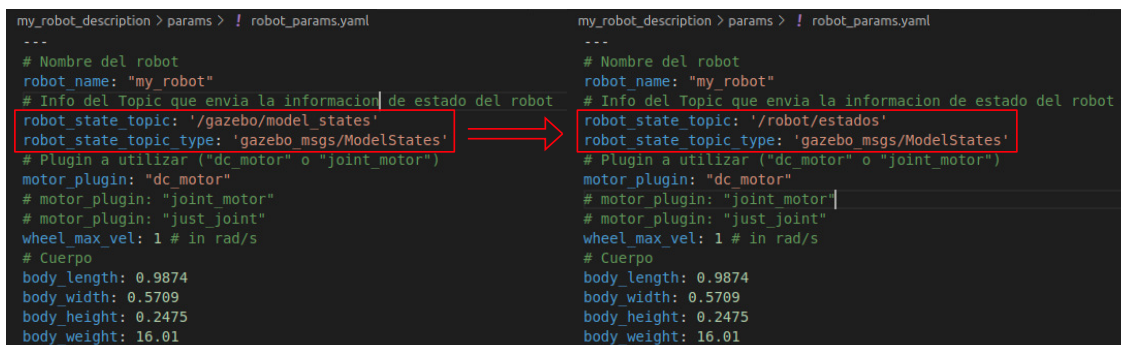 my_robot_description > params > ! robot_params.yaml
---
# Nombre del robot
robot_name: "my_robot"
# Info del Topic que envia la informacion de estado del robot
robot_state_topic: '/gazebo/model_states'
robot_state_topic_type: 'gazebo_msgs/ModelStates'
# Plugin a utilizar ("dc_motor" o "joint_motor")
motor_plugin: "dc_motor"
# motor_plugin: "joint_motor"
# motor_plugin: "just_joint"
wheel_max_vel: 1 # in rad/s
# Cuerpo
body_length: 0.9874
body_width: 0.5709
body_height: 0.2475
body_weight: 16.01
my_robot_description > params > ! robot_params.yaml
---
# Nombre del robot
robot_name: "my_robot"
# Info del Topic que envia la informacion de estado del robot
robot_state_topic: '/robot/estados'
robot_state_topic_type: 'gazebo_msgs/ModelStates'
# Plugin a utilizar ("dc_motor" o "joint_motor")
motor_plugin: "dc_motor"
# motor_plugin: "joint_motor"
# motor_plugin: "just_joint"
wheel_max_vel: 1 # in rad/s
# Cuerpo
body_length: 0.9874
body_width: 0.5709
body_height: 0.2475
body_weight: 16.01